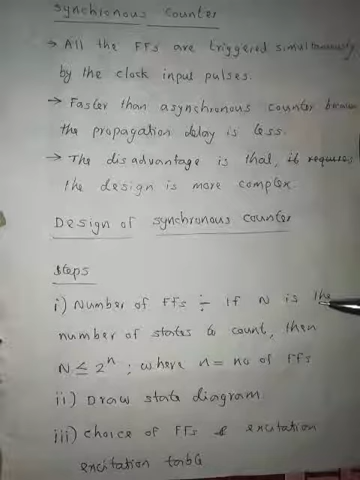 Synchronous Counter
→ All the FFs are triggered simultaneously
by the clock input pulses.
→ Faster than asynchronous counter because
the propagation delay is less.
→ The disadvantage is that, it requires
the design is more complex.
Design of synchronous counter
Steps
i) Number of FFs ÷ If N is the
number of states to count, then
N ≤ 2ⁿ ; where n = no of FFs
ii) Draw state diagram
iii) choice of FFs & excitation
excitation table